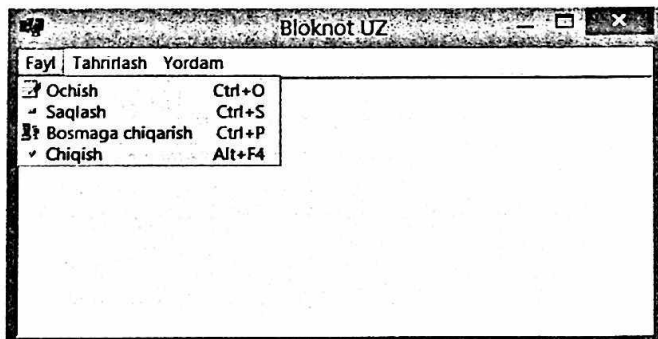 Bloknot UZ
Fayl Tahrirlash Yordam
Ochish Ctrl+O
Saqlash Ctrl+S
Bosmaga chiqarish Ctrl+P
Chiqish Alt+F4